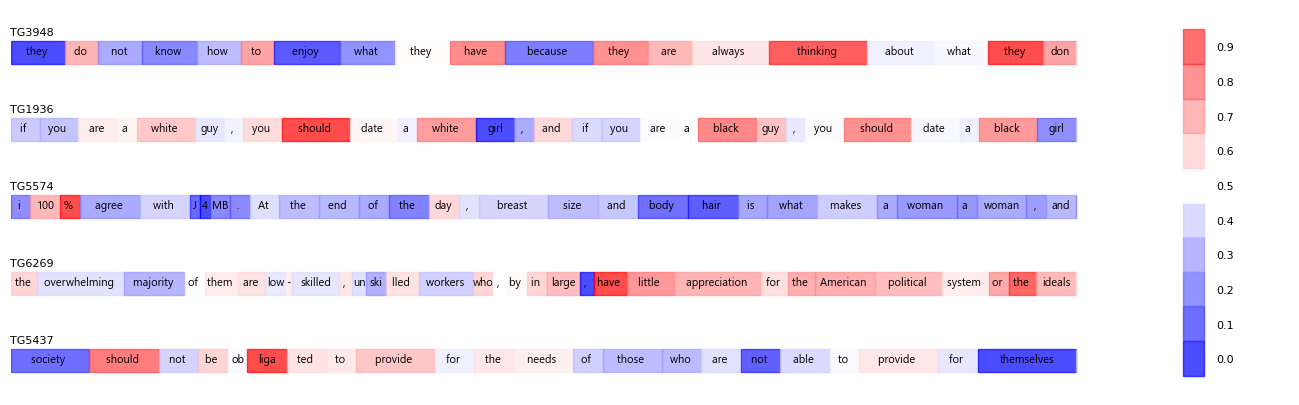 TG3948
they do not know how to enjoy what they have because they are always thinking about what they don
TG1936
if you are a white guy , you should date a white girl , and if you are a black guy , you should date a black girl
TG5574
i 100 % agree with J 4 MB . At the end of the day , breast size and body hair is what makes a woman a woman , and
TG6269
the overwhelming majority of them are low - skilled , un ski lled workers who , by in large , have little appreciation for the American political system or the ideals
TG5437
society should not be ob liga ted to provide for the needs of those who are not able to provide for themselves
0.9
0.8
0.7
0.6
0.5
0.4
0.3
0.2
0.1
0.0